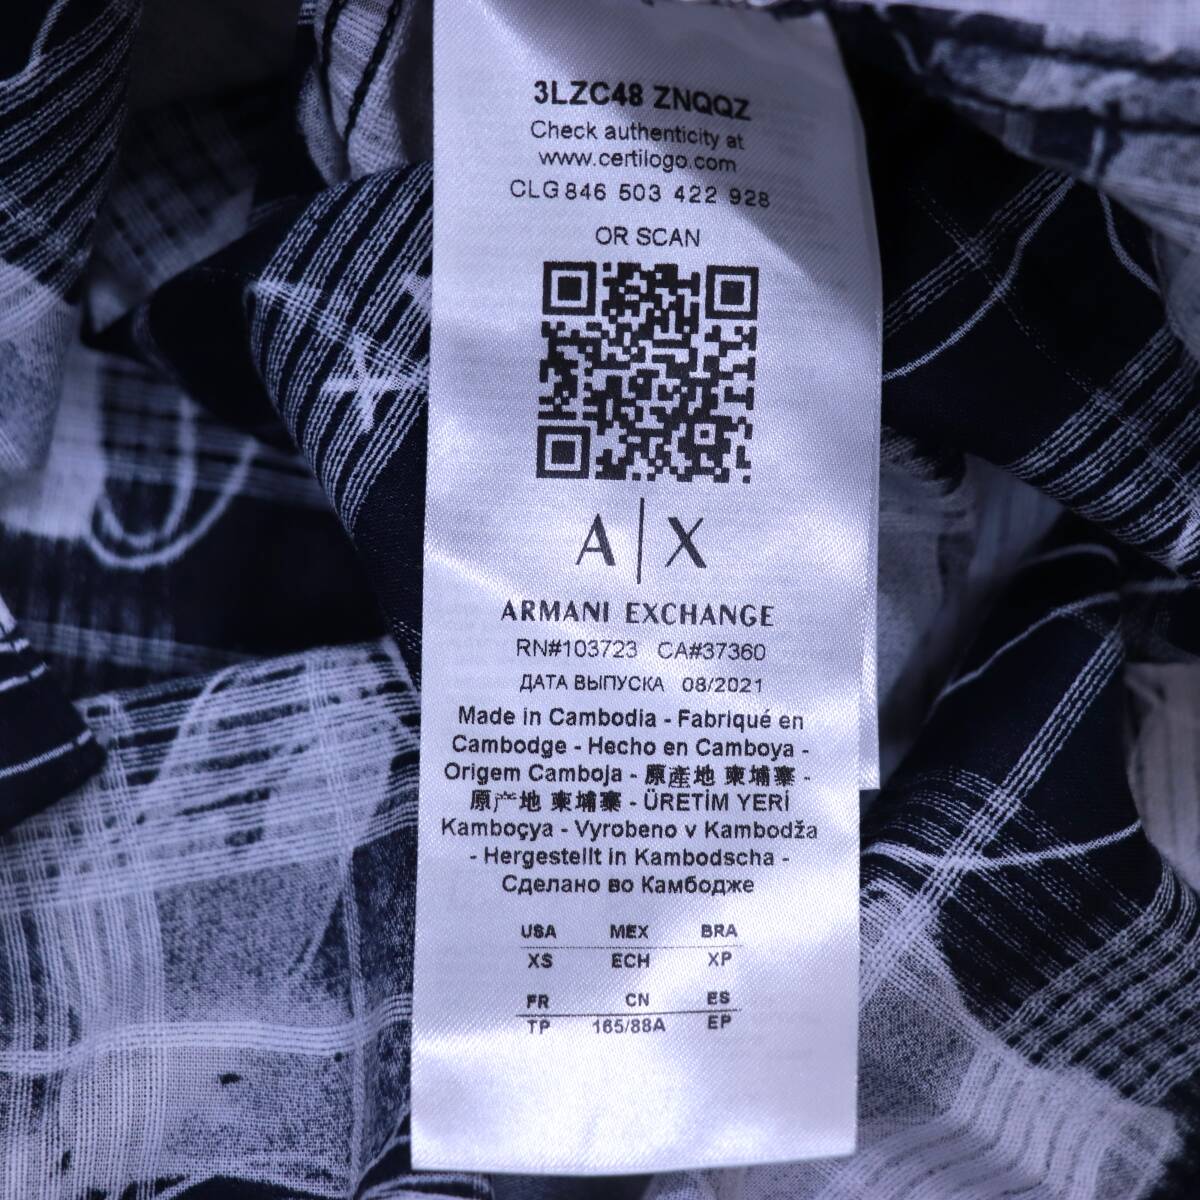 3LZC48 ZNQQZ
Check authenticity at
www.certilogo.com
CLG 846 503 422 928
OR SCAN
A|X
ARMANI EXCHANGE
RN#103723 CA#37360
ДАТА ВЫПУСКА 08/2021
Made in Cambodia - Fabriqué en
Cambodge - Hecho en Camboya -
Origem Camboja - 原產地 柬埔寨 -
原产地 柬埔寨 - ÜRETİM YERİ
Kamboçya - Vyrobeno v Kambodža
- Hergestellt in Kambodscha -
Сделано во Камбодже
USA MEX BRA
XS ECH XP
FR CN ES
TP 165/88A EP